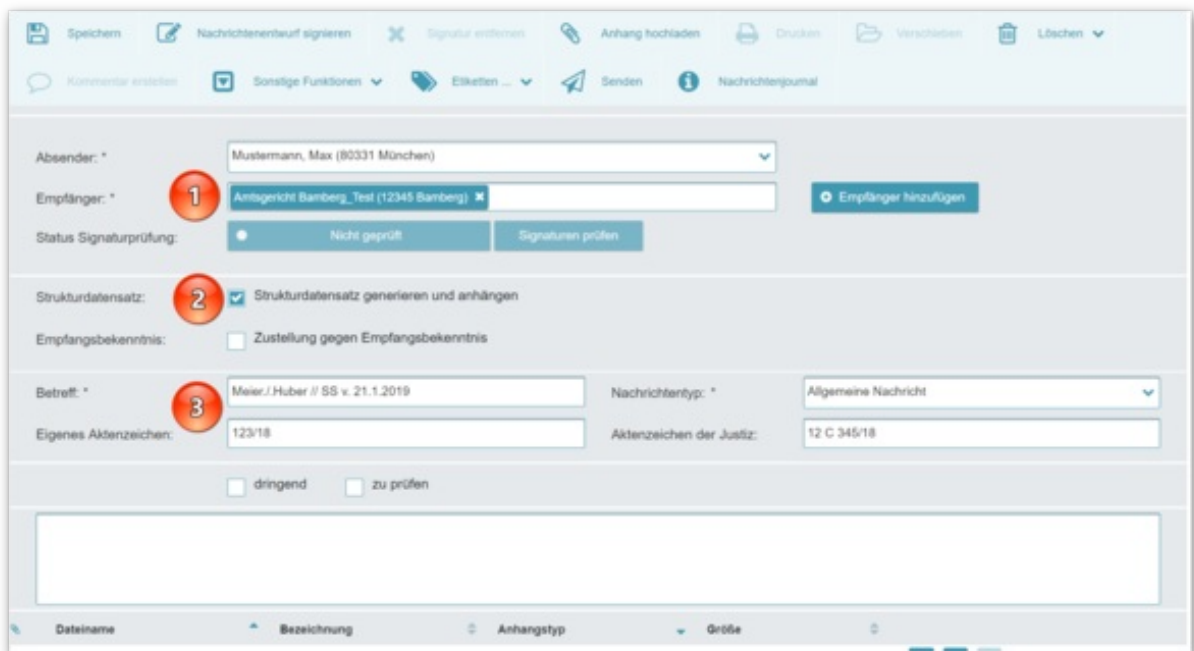 Speichern Nachrichtenentwurf signieren Signatur entfernen Anhang hochladen Drucken Verschieben Löschen
Kommentar erstellen Sonstige Funktionen Etiketten ... Senden Nachrichtenjournal
Absender: * Mustermann, Max (80331 München)
Empfänger: * 1 Amtsgericht Bamberg_Test (12345 Bamberg) Empfänger hinzufügen
Status Signaturprüfung: Nicht geprüft Signaturen prüfen
Strukturdatensatz: 2 Strukturdatensatz generieren und anhängen
Empfangsbekenntnis: Zustellung gegen Empfangsbekenntnis
Betreff: * Meier./.Huber // SS v. 21.1.2019 Nachrichtentyp: * Allgemeine Nachricht
3
Eigenes Aktenzeichen: 123/18 Aktenzeichen der Justiz: 12 C 345/18
dringend zu prüfen
Dateiname Bezeichnung Anhangstyp Größe